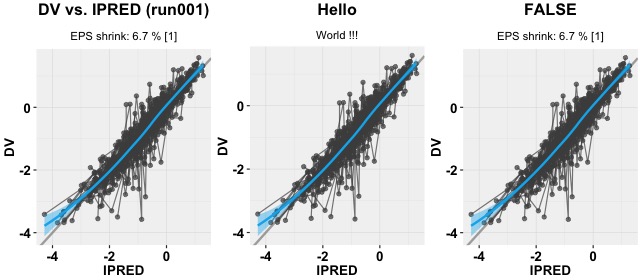 DV vs. IPRED (run001)
EPS shrink: 6.7 % [1]
0
-2
-4
DV
-4 -2 0
IPRED
Hello
World !!!
0
-2
-4
DV
-4 -2 0
IPRED
FALSE
EPS shrink: 6.7 % [1]
0
-2
-4
DV
-4 -2 0
IPRED